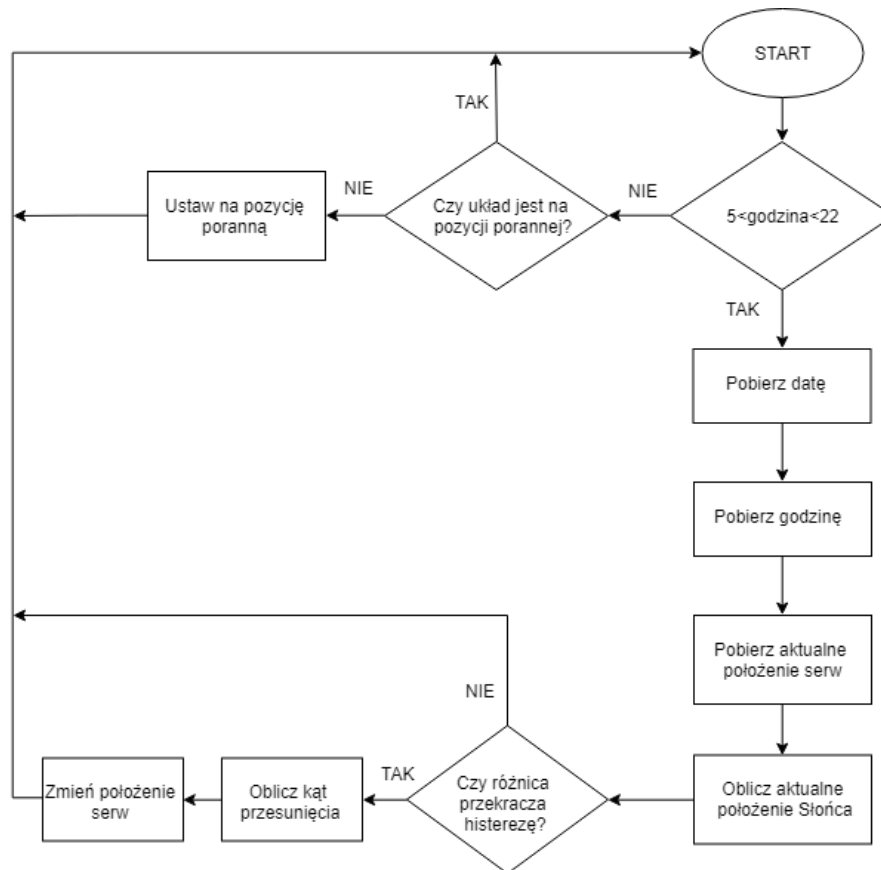 START
TAK
NIE
NIE
Ustaw na pozycję
poranną
Czy układ jest na
pozycji porannej?
5<godzina<22
TAK
Pobierz datę
Pobierz godzinę
Pobierz aktualne
położenie serw
NIE
TAK
Zmień położenie
serw
Oblicz kąt
przesunięcia
Czy różnica
przekracza
histerezę?
Oblicz aktualne
położenie Słońca